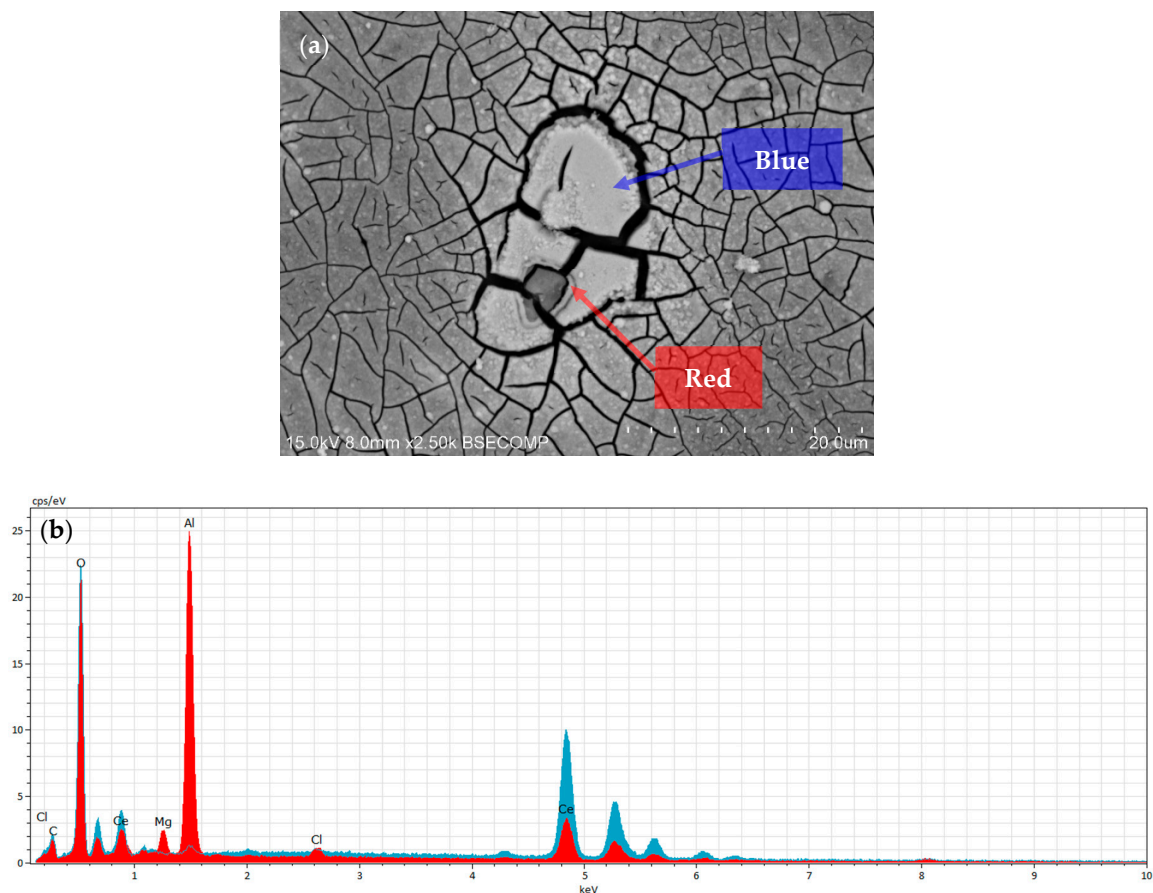 (a)
Blue
Red
15.0kV 8.0mm x2.50k BSECOMP 20.0um
cps/eV
(b)
Al
O
25
20
15
10
5
0
Cl
C
Ce
Mg
Cl
Ce
1 2 3 4 5 6 7 8 9 10
keV